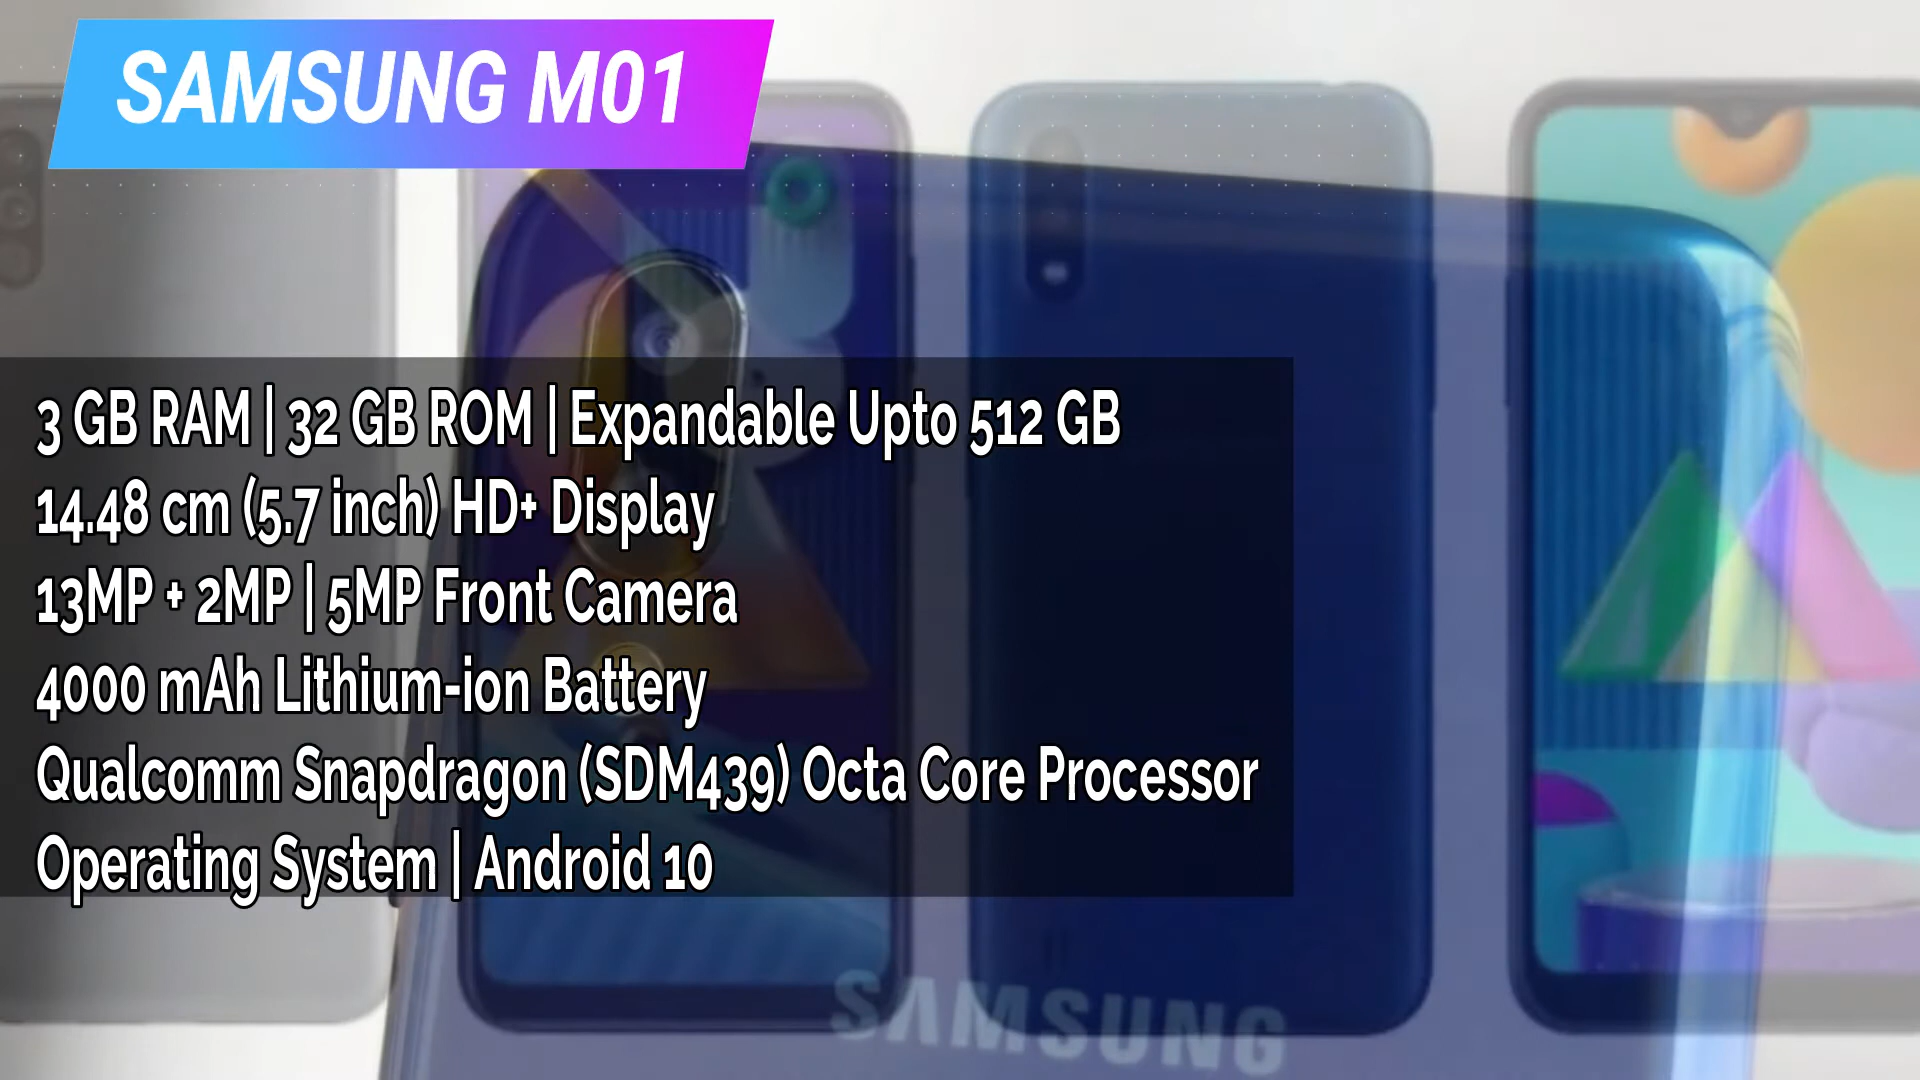 SAMSUNG M01
3 GB RAM | 32 GB ROM | Expandable Upto 512 GB
14.48 cm (5.7 inch) HD+ Display
13MP + 2MP | 5MP Front Camera
4000 mAh Lithium-ion Battery
Qualcomm Snapdragon (SDM439) Octa Core Processor
Operating System | Android 10
SAMSUNG